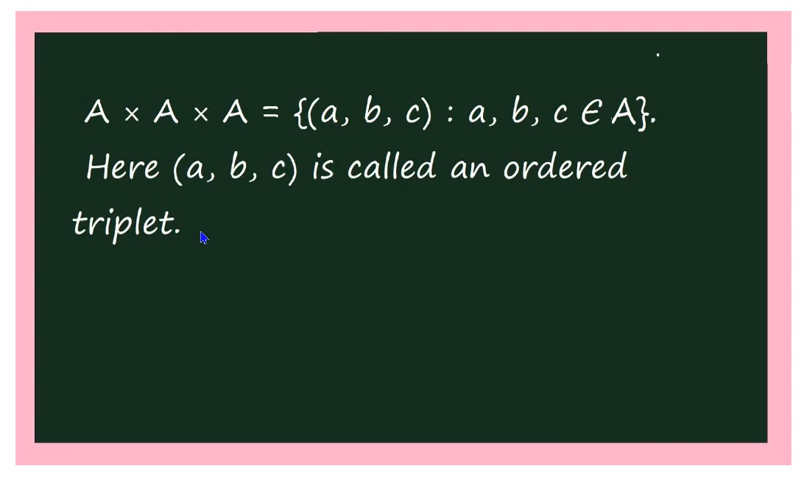 A × A × A = {(a, b, c) : a, b, c ∈ A}.
Here (a, b, c) is called an ordered
triplet.